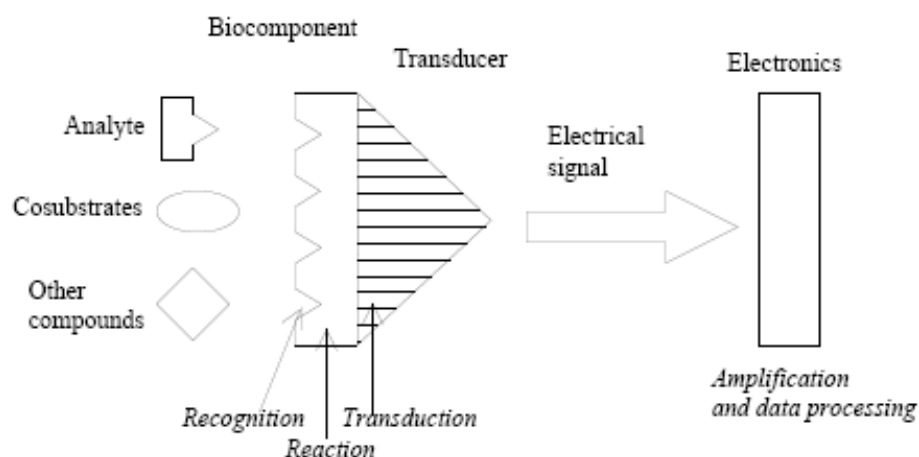 Biocomponent
Transducer
Electronics
Analyte
Electrical
signal
Cosubstrates
Other
compounds
Recognition
Reaction
Transduction
Amplification
and data processing